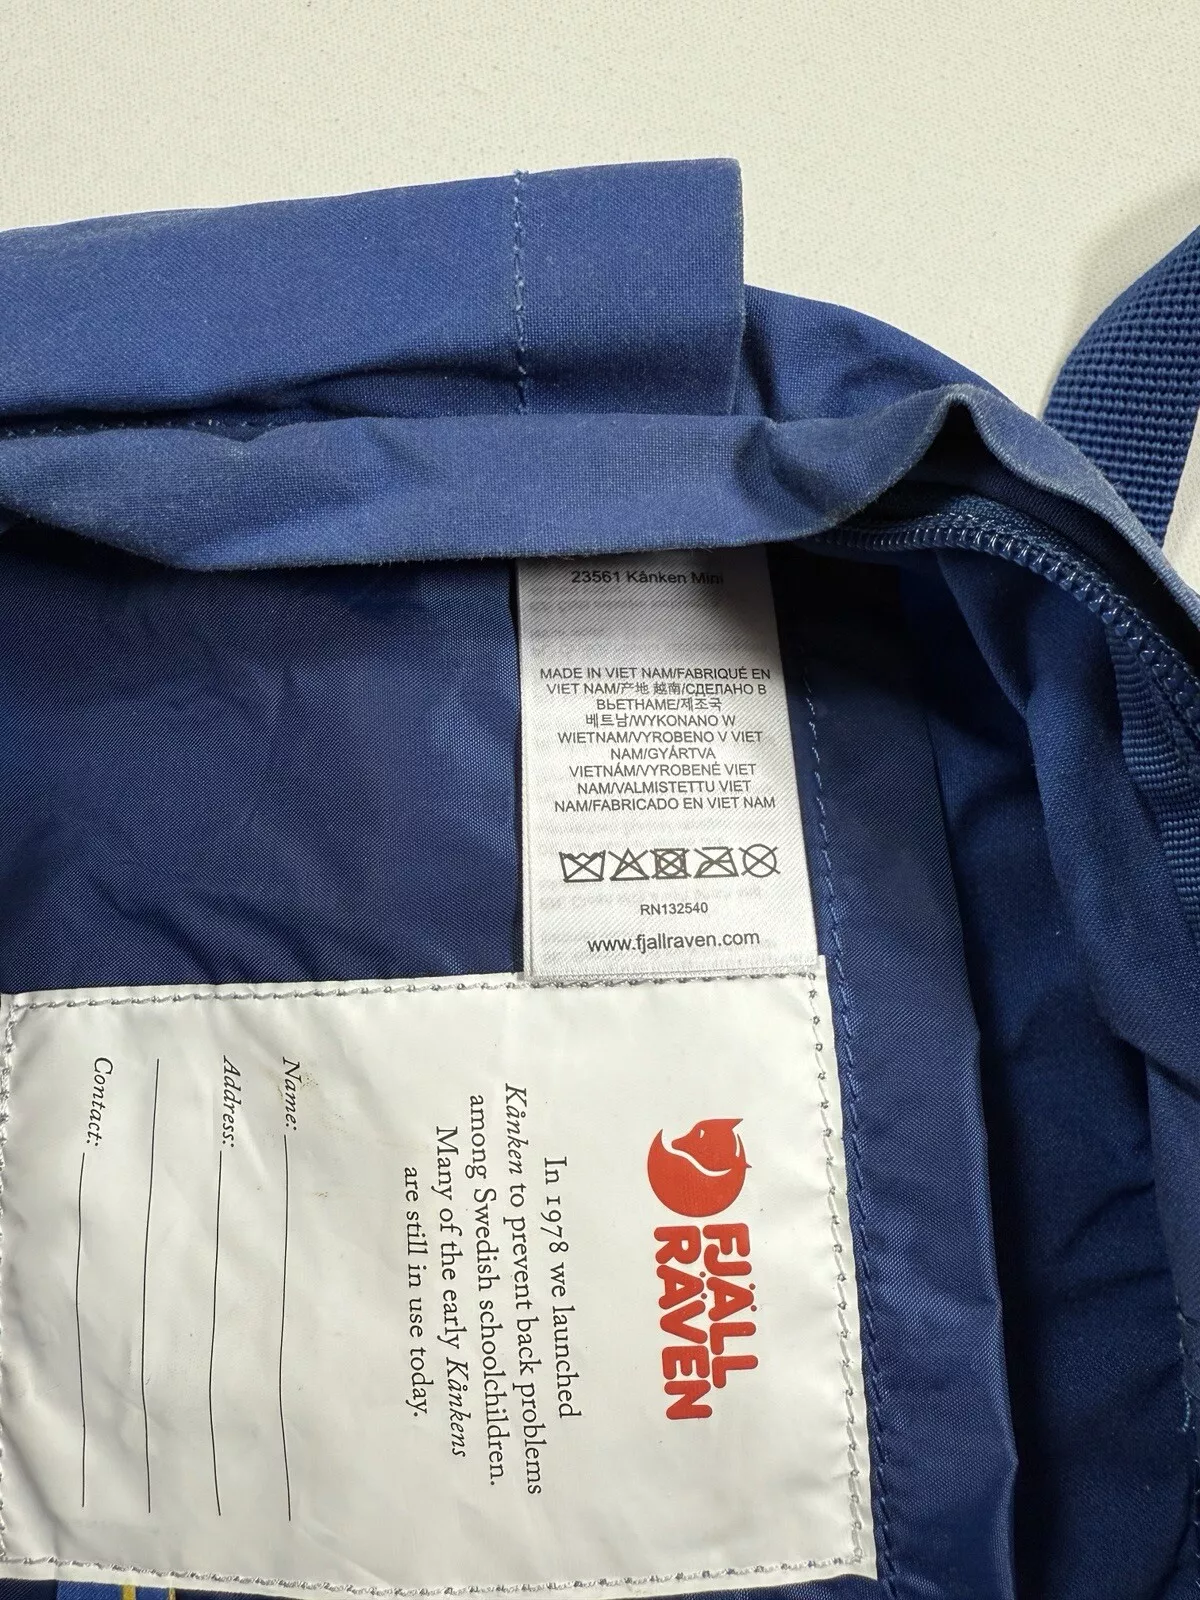 23561 Kånken Mini
MADE IN VIET NAM/FABRIQUÉ EN
VIET NAM/产地 越南/СДЕЛАНО В
ВЬЕТНАМЕ/제조국
베트남/WYKONANO W
WIETNAM/VYROBENO V VIET
NAM/GYÁRTVA
VIETNÁM/VYROBENÉ VIET
NAM/VALMISTETTU VIET
NAM/FABRICADO EN VIET NAM
RN132540
www.fjallraven.com
FJÄLL
RÄVEN
In 1978 we launched
Kånken to prevent back problems
among Swedish schoolchildren.
Many of the early Kånkens
are still in use today.
Name:
Address:
Contact: